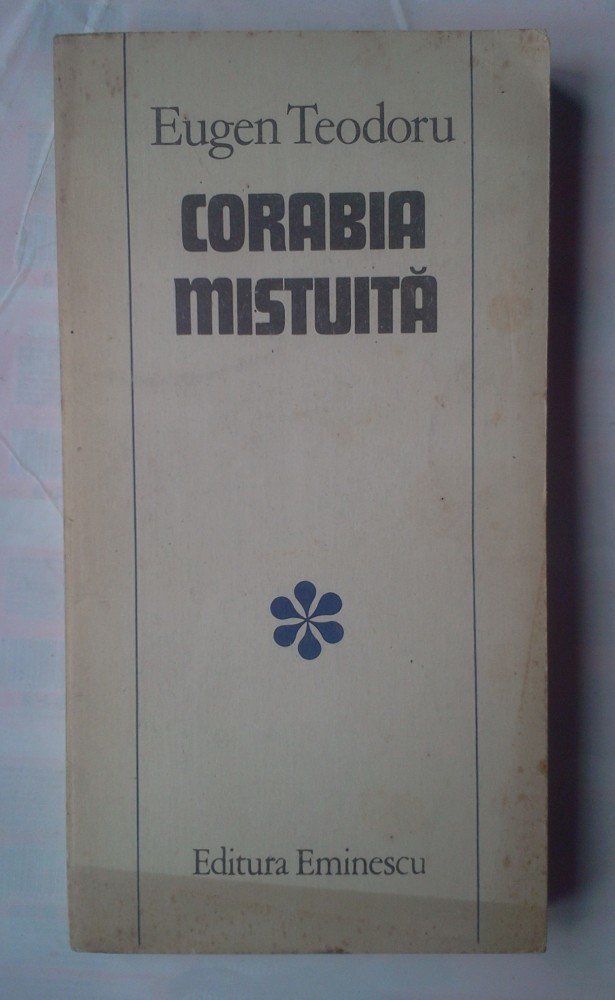 Eugen Teodoru
CORABIA
MISTUITĂ
Editura Eminescu